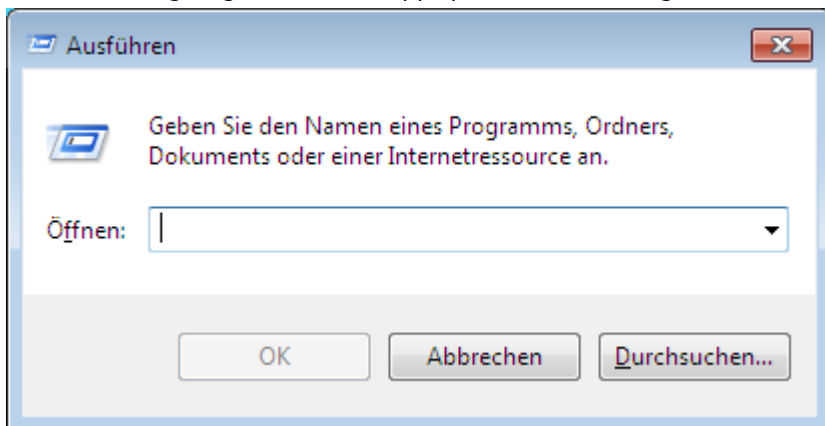 Ausführen
Geben Sie den Namen eines Programms, Ordners,
Dokuments oder einer Internetressource an.
Öffnen:
OK
Abbrechen
Durchsuchen...